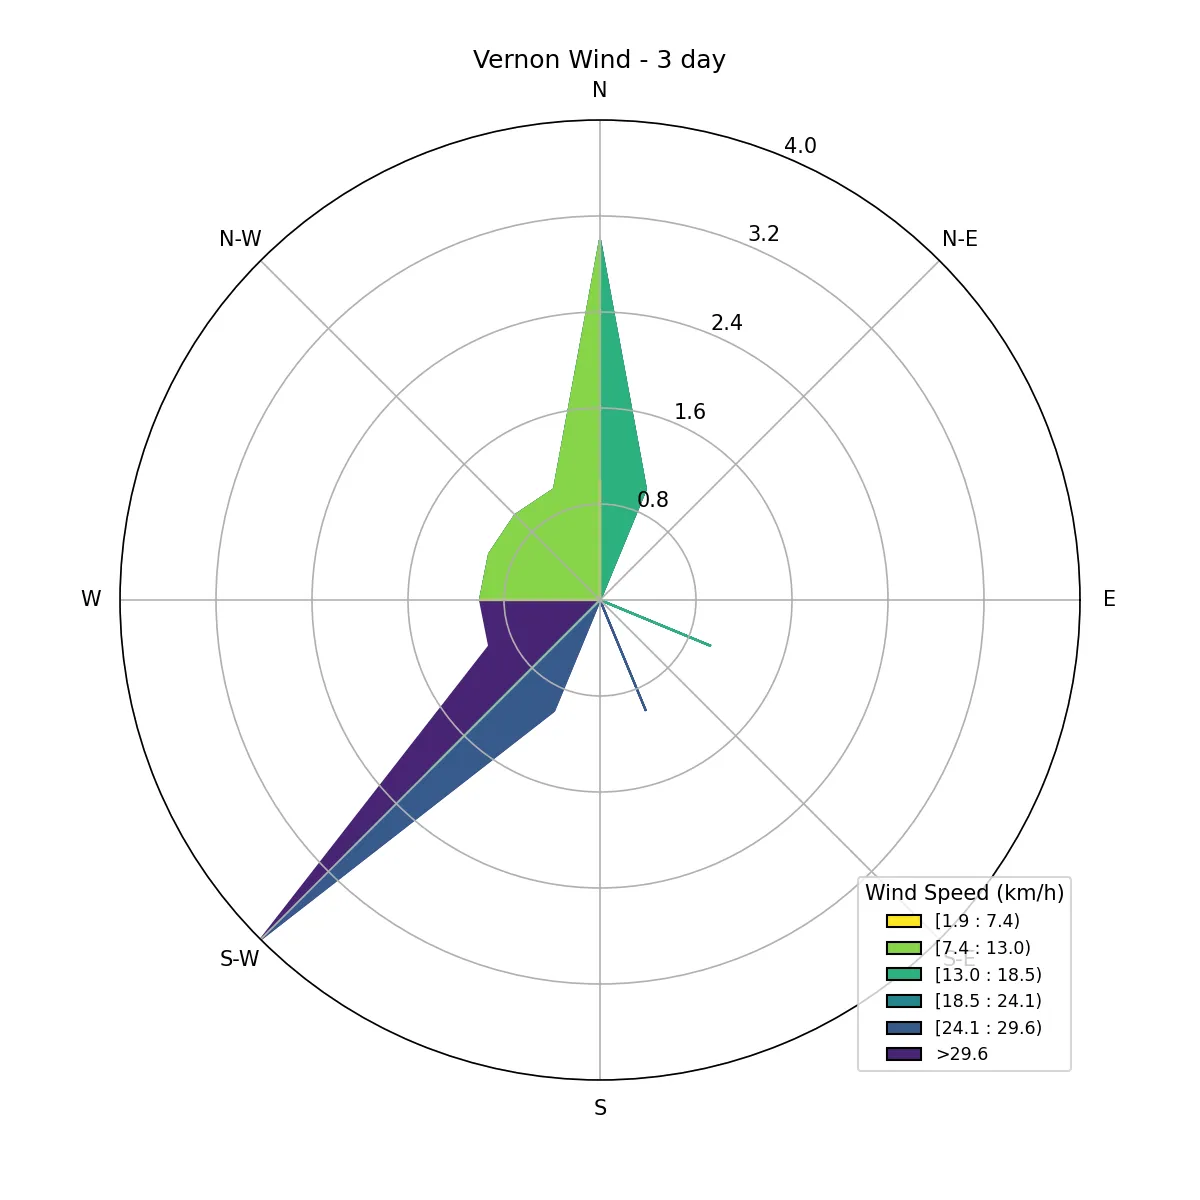 Vernon Wind - 3 day
N
4.0
N-W
3.2
N-E
2.4
1.6
0.8
W
E
S-W
S-E
S
Wind Speed (km/h)
[1.9 : 7.4)
[7.4 : 13.0)
[13.0 : 18.5)
[18.5 : 24.1)
[24.1 : 29.6)
>29.6